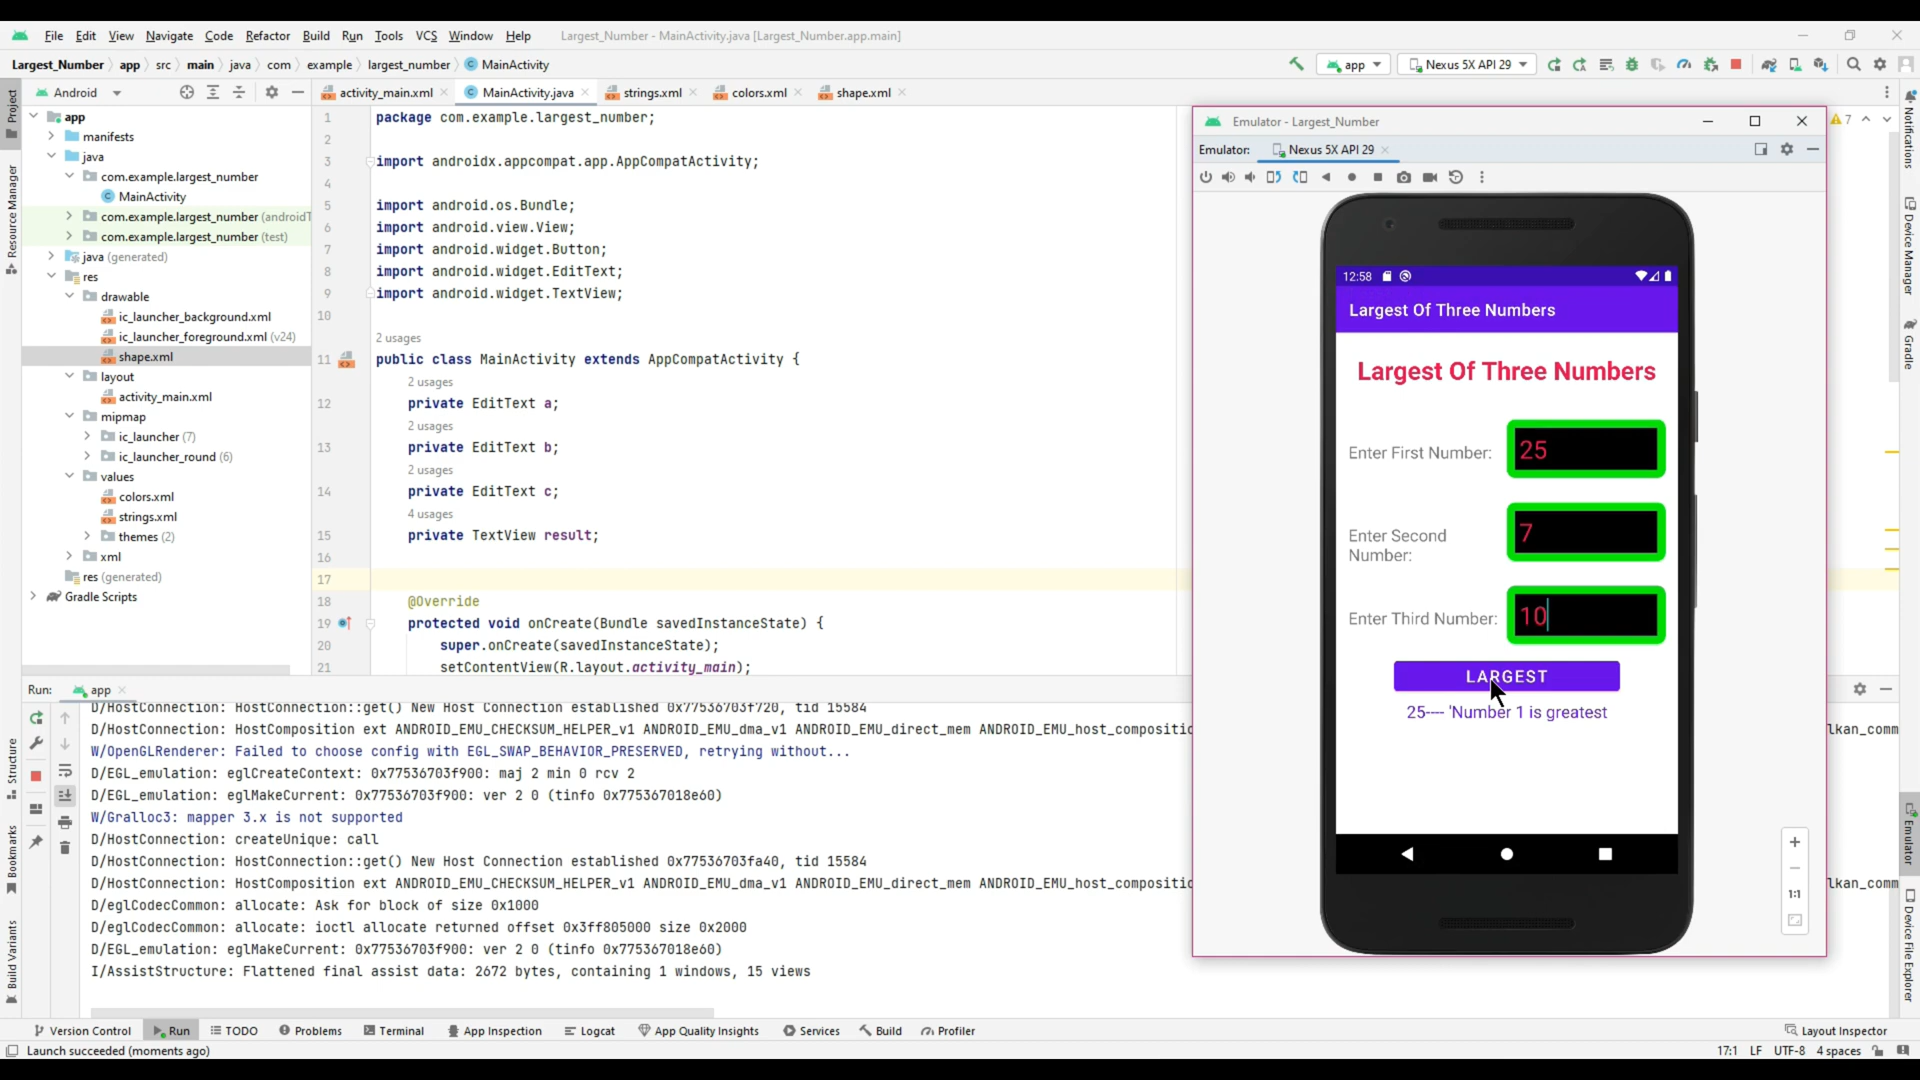 File Edit View Navigate Code Refactor Build Run Tools VCS Window Help Largest_Number - MainActivity.java [Largest_Number.app.main]
Largest_Number app src main java com example largest_number MainActivity
app Nexus 5X API 29
Project
Resource Manager
Structure
Bookmarks
Build Variants
Android
app
manifests
java
com.example.largest_number
MainActivity
com.example.largest_number (androidT
com.example.largest_number (test)
java (generated)
res
drawable
ic_launcher_background.xml
ic_launcher_foreground.xml (v24)
shape.xml
layout
activity_main.xml
mipmap
ic_launcher (7)
ic_launcher_round (6)
values
colors.xml
strings.xml
themes (2)
xml
res (generated)
Gradle Scripts
activity_main.xml MainActivity.java strings.xml colors.xml shape.xml
1 package com.example.largest_number;
2
3 import androidx.appcompat.app.AppCompatActivity;
4
5 import android.os.Bundle;
6 import android.view.View;
7 import android.widget.Button;
8 import android.widget.EditText;
9 import android.widget.TextView;
10
2 usages
11 public class MainActivity extends AppCompatActivity {
2 usages
12 private EditText a;
2 usages
13 private EditText b;
2 usages
14 private EditText c;
4 usages
15 private TextView result;
16
17
18 @Override
19 protected void onCreate(Bundle savedInstanceState) {
20 super.onCreate(savedInstanceState);
21 setContentView(R.layout.activity_main);
7
Emulator - Largest_Number
Emulator: Nexus 5X API 29
12:58
Largest Of Three Numbers
Largest Of Three Numbers
Enter First Number: 25
Enter Second Number: 7
Enter Third Number: 10
LARGEST
25---- 'Number 1 is greatest
1:1
Notifications
Device Manager
Gradle
Emulator
Device File Explorer
Run: app
D/HostConnection: HostConnection::get() New Host Connection established 0x77536703f720, tid 15584
D/HostConnection: HostComposition ext ANDROID_EMU_CHECKSUM_HELPER_v1 ANDROID_EMU_dma_v1 ANDROID_EMU_direct_mem ANDROID_EMU_host_compositic lkan_comm
W/OpenGLRenderer: Failed to choose config with EGL_SWAP_BEHAVIOR_PRESERVED, retrying without...
D/EGL_emulation: eglCreateContext: 0x77536703f900: maj 2 min 0 rcv 2
D/EGL_emulation: eglMakeCurrent: 0x77536703f900: ver 2 0 (tinfo 0x775367018e60)
W/Gralloc3: mapper 3.x is not supported
D/HostConnection: createUnique: call
D/HostConnection: HostConnection::get() New Host Connection established 0x77536703fa40, tid 15584
D/HostConnection: HostComposition ext ANDROID_EMU_CHECKSUM_HELPER_v1 ANDROID_EMU_dma_v1 ANDROID_EMU_direct_mem ANDROID_EMU_host_compositic lkan_comm
D/eglCodecCommon: allocate: Ask for block of size 0x1000
D/eglCodecCommon: allocate: ioctl allocate returned offset 0x3ff805000 size 0x2000
D/EGL_emulation: eglMakeCurrent: 0x77536703f900: ver 2 0 (tinfo 0x775367018e60)
I/AssistStructure: Flattened final assist data: 2672 bytes, containing 1 windows, 15 views
Version Control Run TODO Problems Terminal App Inspection Logcat App Quality Insights Services Build Profiler Layout Inspector
Launch succeeded (moments ago) 17:1 LF UTF-8 4 spaces